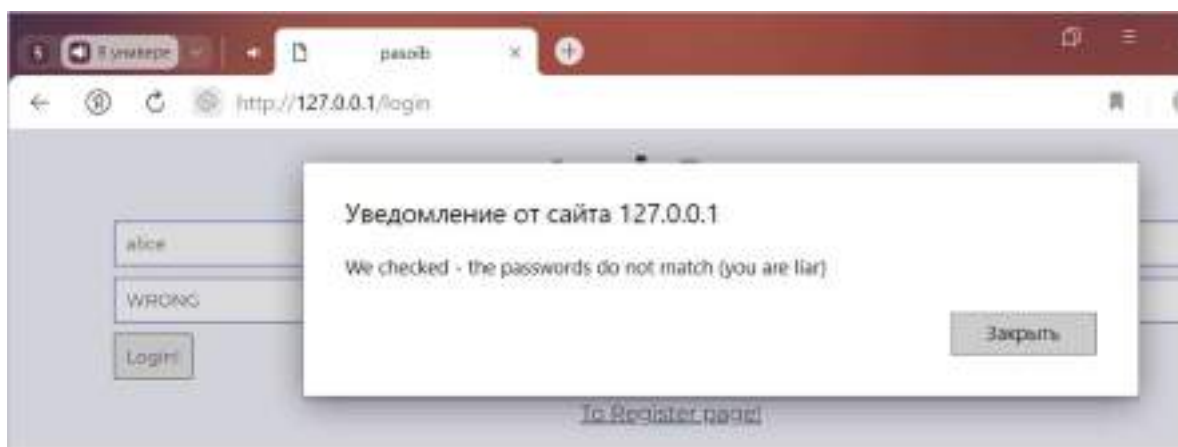 В универе
pasoib
http://127.0.0.1/login
Уведомление от сайта 127.0.0.1
We checked - the passwords do not match (you are liar)
Закрыть
alice
WRONG
Login!
To Register page!